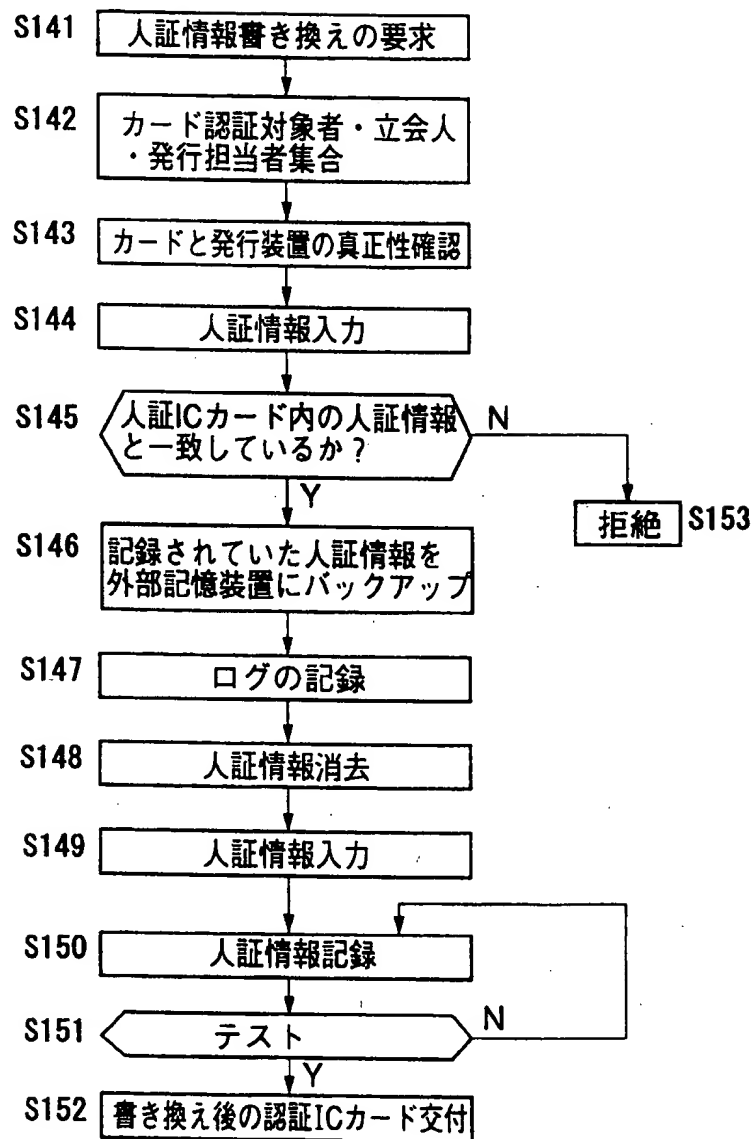 S141 人証情報書き換えの要求
S142 カード認証対象者・立会人
・発行担当者集合
S143 カードと発行装置の真正性確認
S144 人証情報入力
S145 人証ICカード内の人証情報
と一致しているか?
N
Y
拒絶 S153
S146 記録されていた人証情報を
外部記憶装置にバックアップ
S147 ログの記録
S148 人証情報消去
S149 人証情報入力
S150 人証情報記録
S151 テスト
N
Y
S152 書き換え後の認証ICカード交付